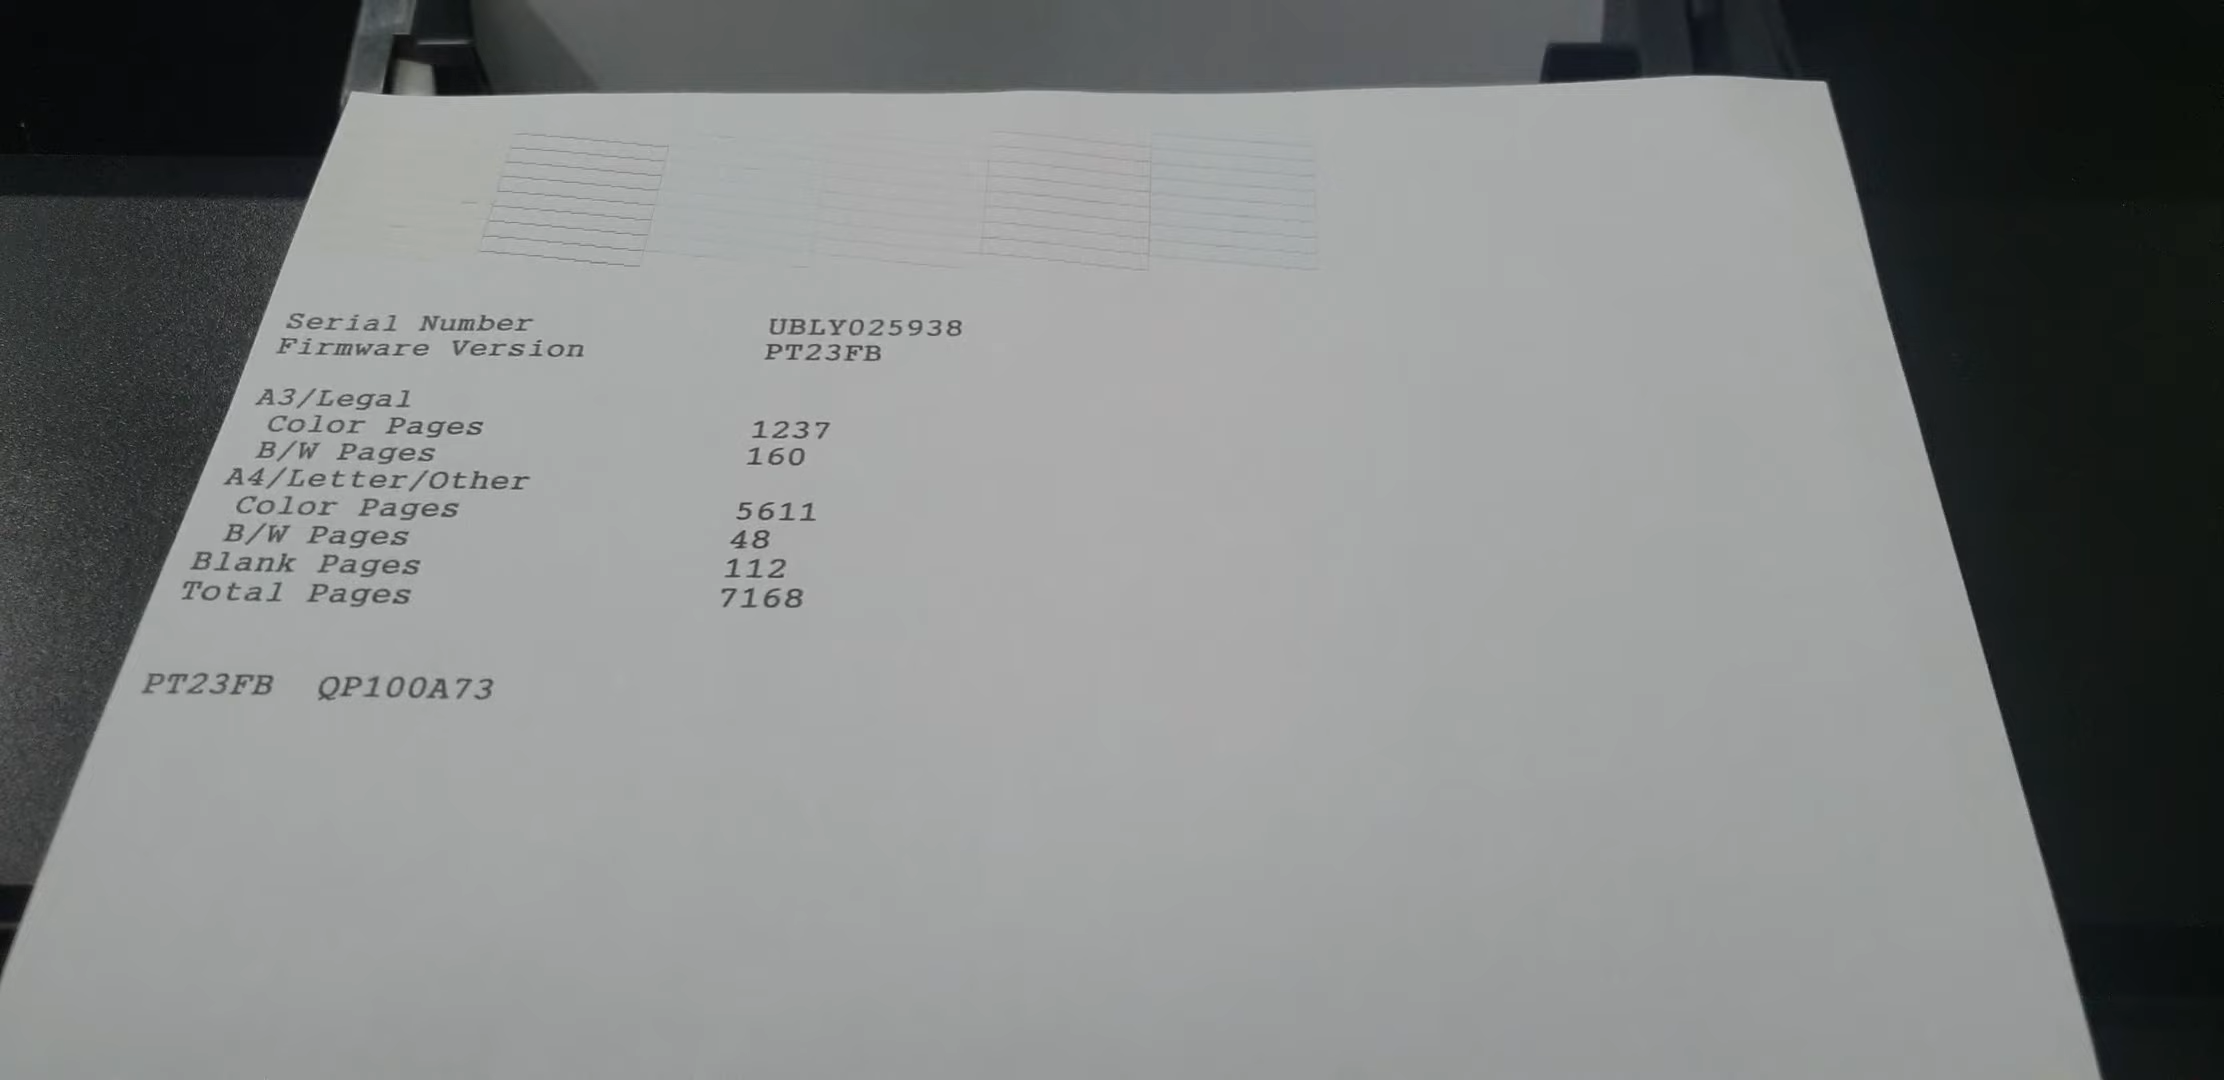 Serial Number UBLY025938
Firmware Version PT23FB
A3/Legal
Color Pages 1237
B/W Pages 160
A4/Letter/Other
Color Pages 5611
B/W Pages 48
Blank Pages 112
Total Pages 7168
PT23FB QP100A73